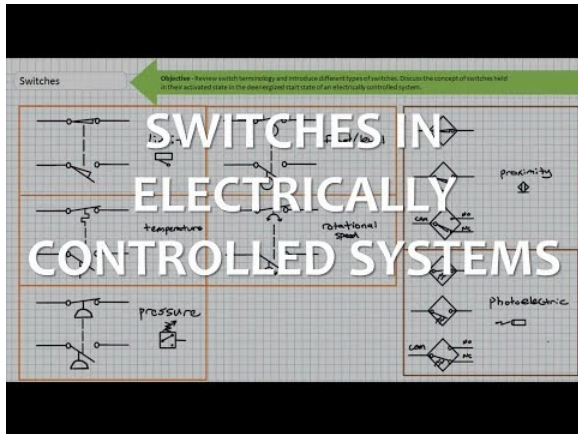 Switches
Objective - Review switch terminology and introduce different types of switches. Discuss the concept of switches held
in their activated state in the deenergized start state of an electrically controlled system.
SWITCHES IN
ELECTRICALLY
CONTROLLED SYSTEMS
proximity
temperature
rotational
speed
COM
NO
NC
pressure
photoelectric
COM
NO
NC